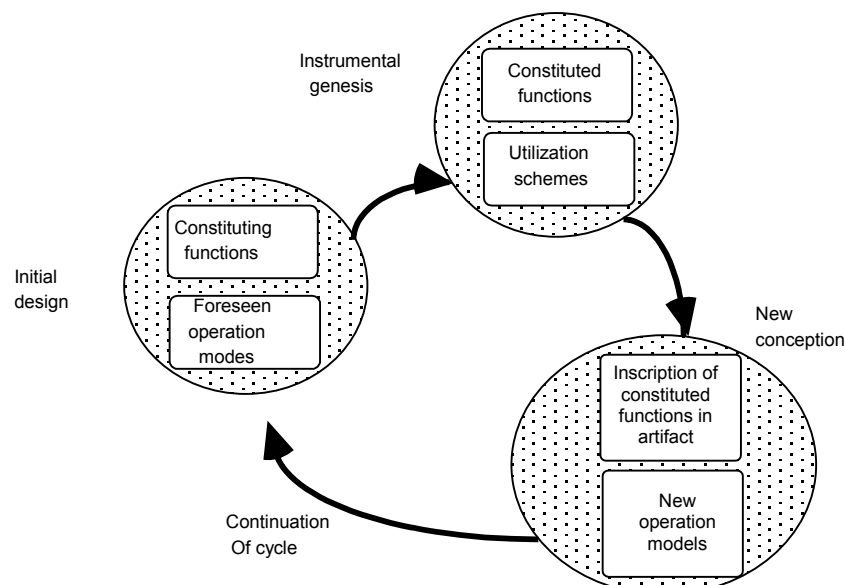 Instrumental
genesis
Constituted
functions
Utilization
schemes
Constituting
functions
Foreseen
operation
modes
Initial
design
New
conception
Inscription of
constituted
functions in
artifact
New
operation
models
Continuation
Of cycle